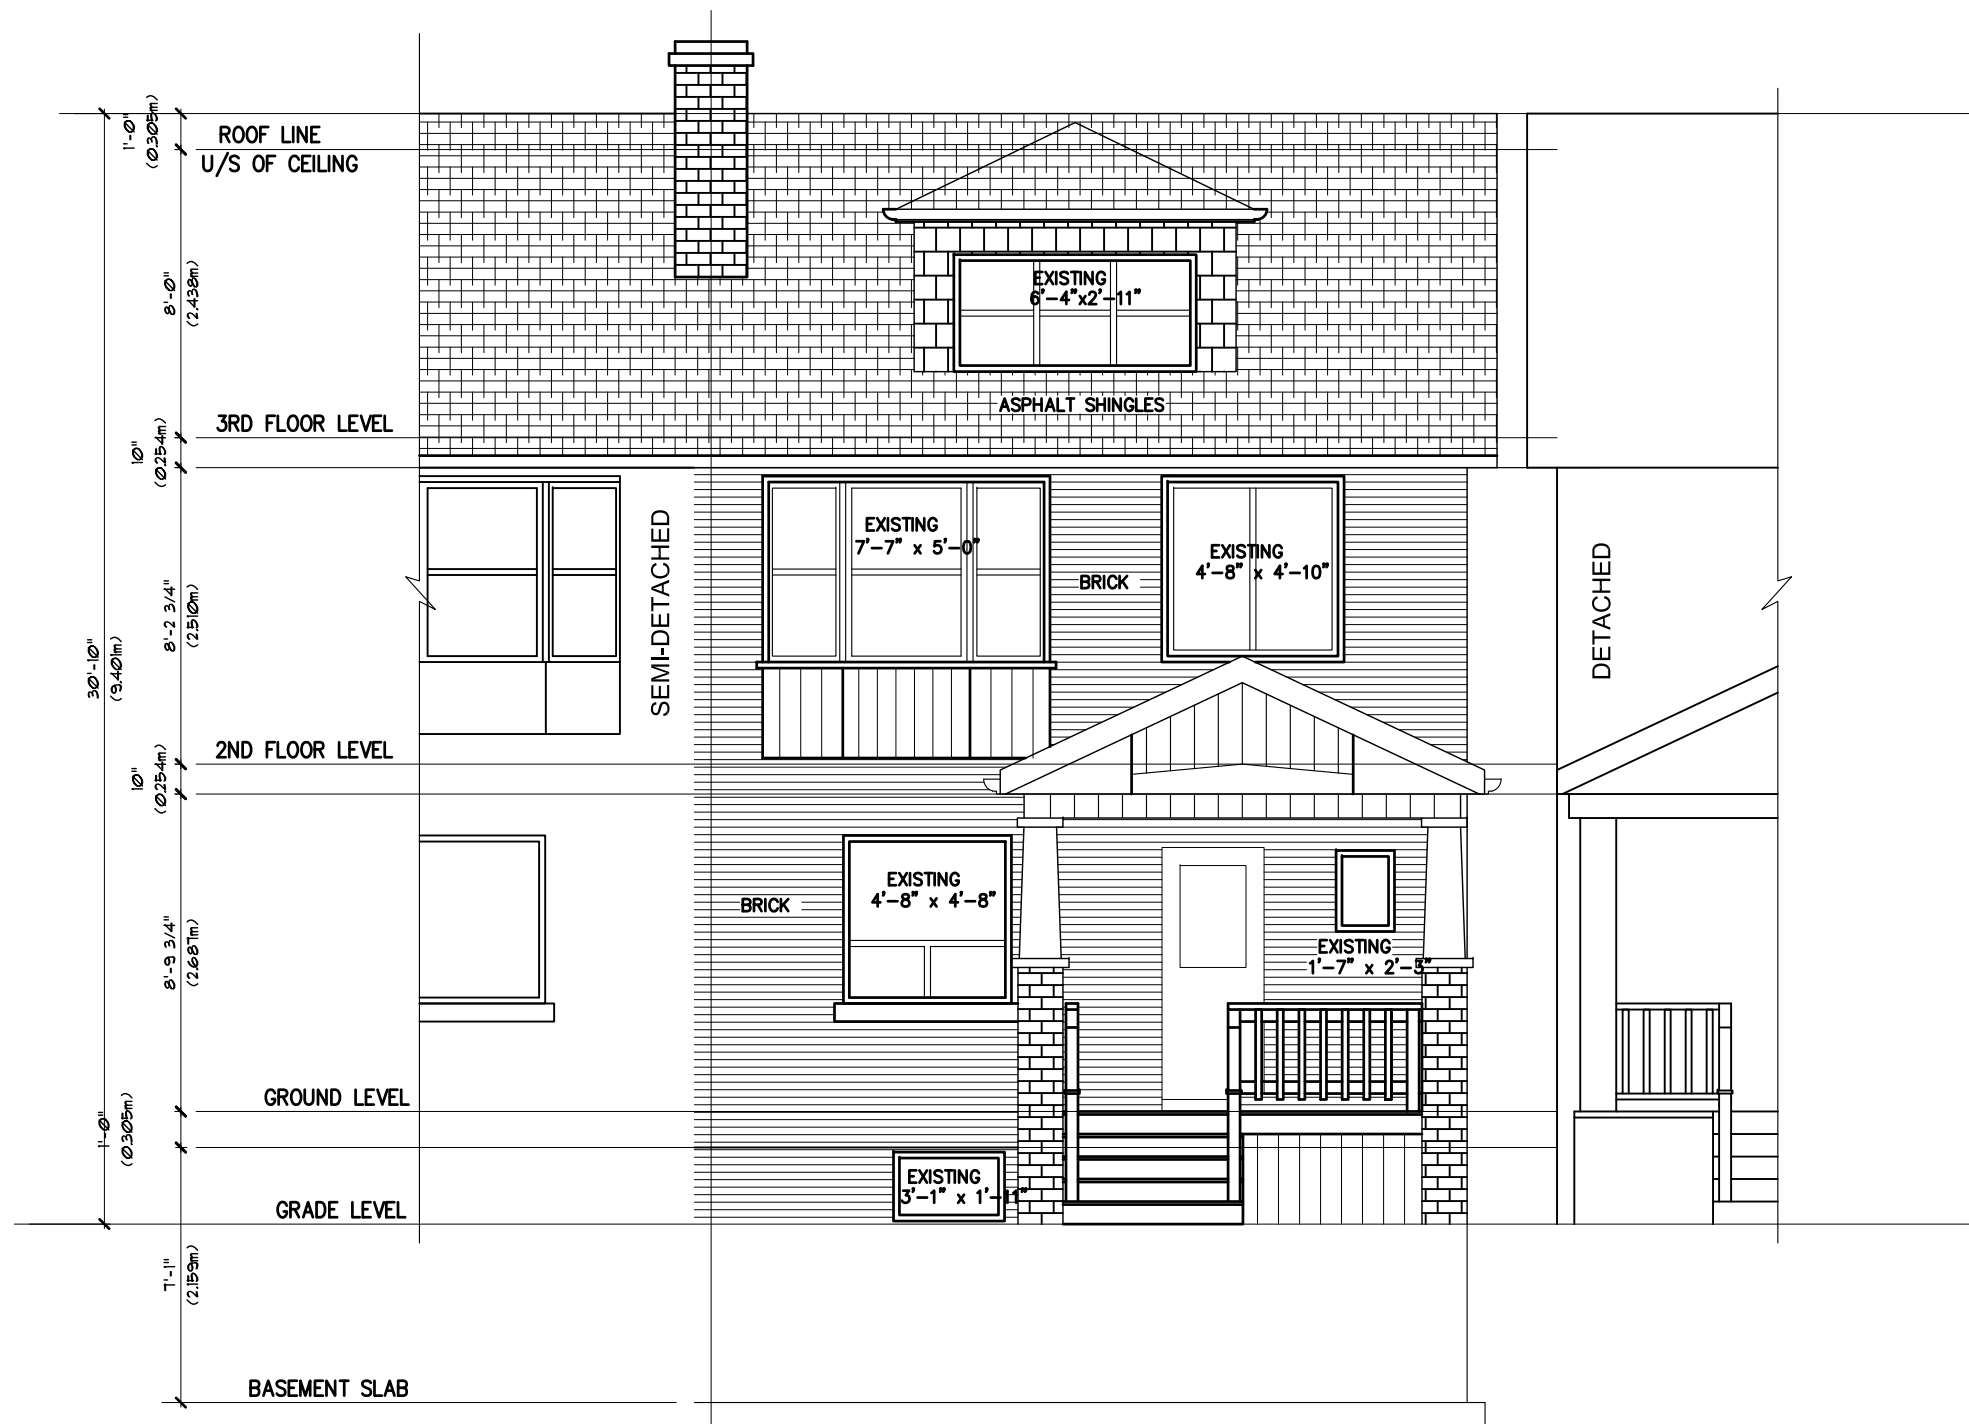 1'-0"
(0.305m)
ROOF LINE
U/S OF CEILING
8'-0"
(2.438m)
EXISTING
6'-4"x2'-11"
ASPHALT SHINGLES
3RD FLOOR LEVEL
10"
(0.254m)
SEMI-DETACHED
EXISTING
7'-7" x 5'-0"
BRICK
EXISTING
4'-8" x 4'-10"
DETACHED
8'-2 3/4"
(2.510m)
30'-10"
(9.401m)
2ND FLOOR LEVEL
10"
(0.254m)
8'-9 3/4"
(2.687m)
BRICK
EXISTING
4'-8" x 4'-8"
EXISTING
1'-7" x 2'-3"
GROUND LEVEL
1'-0"
(0.305m)
EXISTING
3'-1" x 1'-11"
GRADE LEVEL
7'-1"
(2.159m)
BASEMENT SLAB